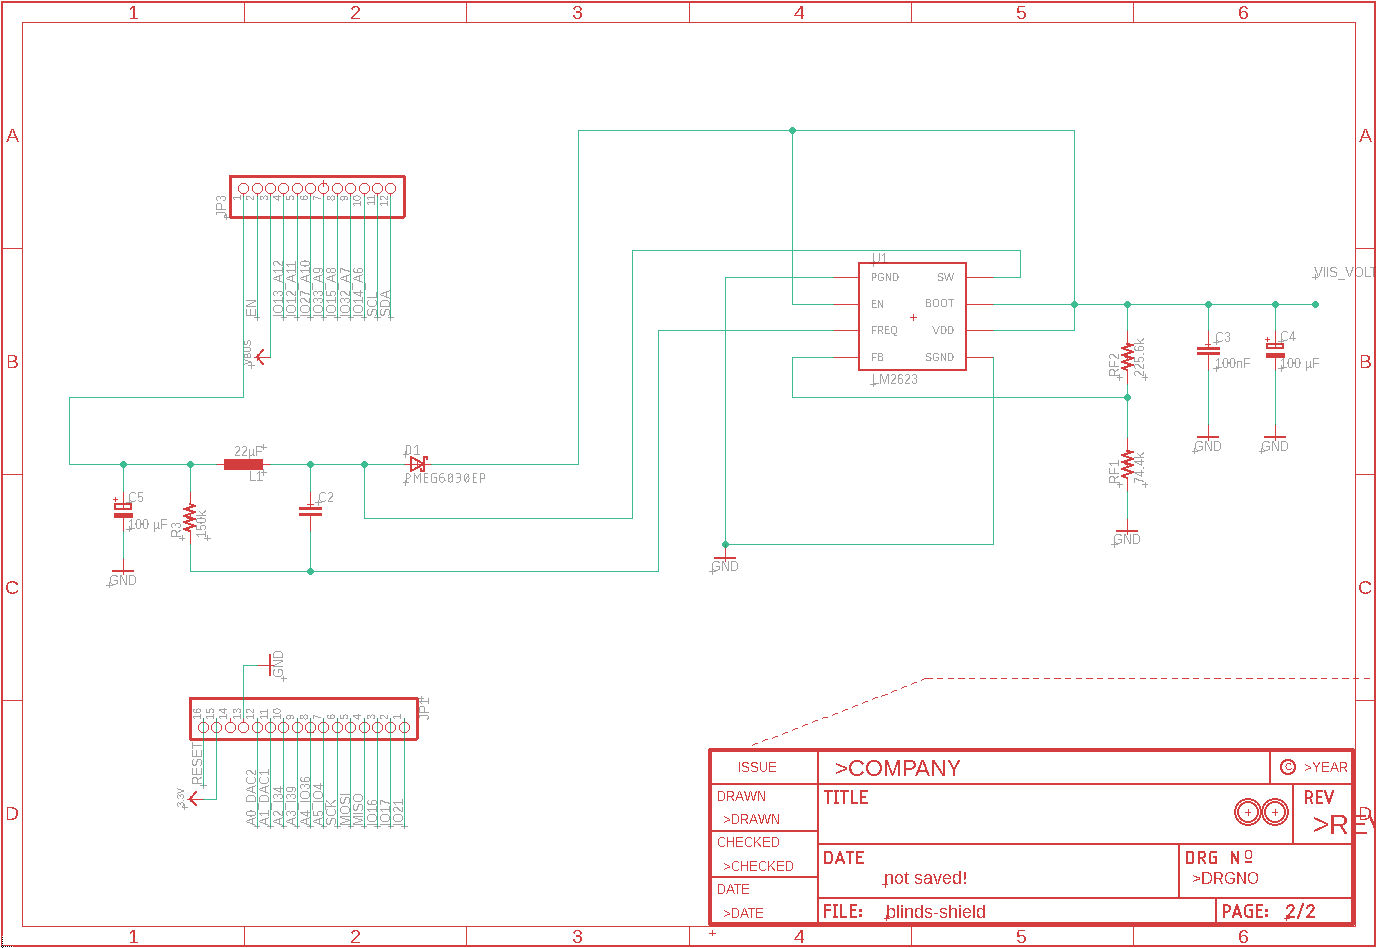 1 2 3 4 5 6
A A
JP3
1 2 3 4 5 6 7 8 9 10 11 12
EN
IO13_A12
IO12_A11
IO27_A10
IO33_A9
IO15_A8
IO32_A7
IO14_A6
SCL
SDA
VBUS
U1
PGND SW
EN BOOT
FREQ VDD
FB SGND
LM2623
VIIS_VOLT
B B
RF2
225.6k
C3
100nF
C4
100 µF
GND
GND
22µF
L1
D1
PMEG6030EP
C5
100 µF
R3
150k
C2
RF1
74.4k
GND
GND
GND
C C
GND
JP1
16 15 14 13 12 11 10 9 8 7 6 5 4 3 2 1
RESET
3.3V
A0_DAC2
A1_DAC1
A2_I34
A3_I39
A4_IO36
A5_IO4
SCK
MOSI
MISO
IO16
IO17
IO21
D D
ISSUE >COMPANY © >YEAR
DRAWN TITLE REV
>DRAWN >REV
CHECKED
>CHECKED
DATE DRG Nº
not saved! >DRGNO
DATE
>DATE
FILE: blinds-shield PAGE: 2/2
1 2 3 4 5 6